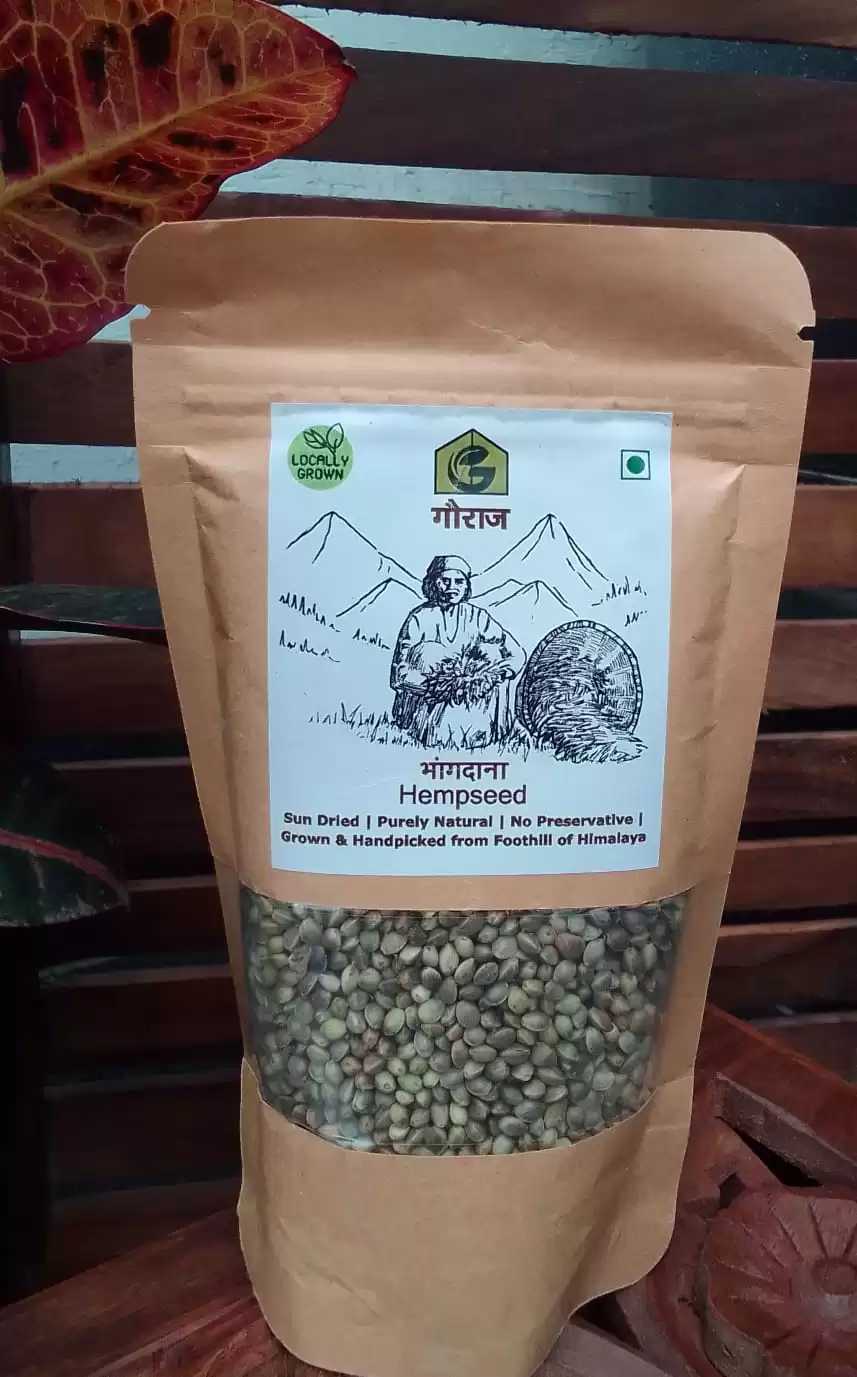 LOCALLY
GROWN
G
गौराज
भांगदाना
Hempseed
Sun Dried | Purely Natural | No Preservative |
Grown & Handpicked from Foothill of Himalaya